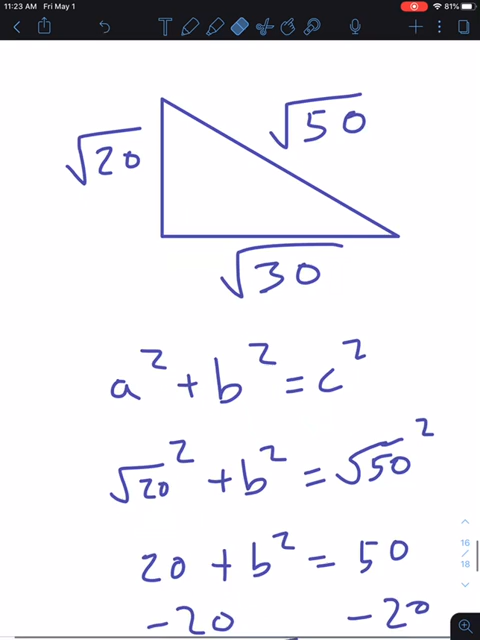 11:23 AM Fri May 1
81%
√50
√20
√30
a² + b² = c²
√20² + b² = √50²
20 + b² = 50
-20 -20
16
/
18